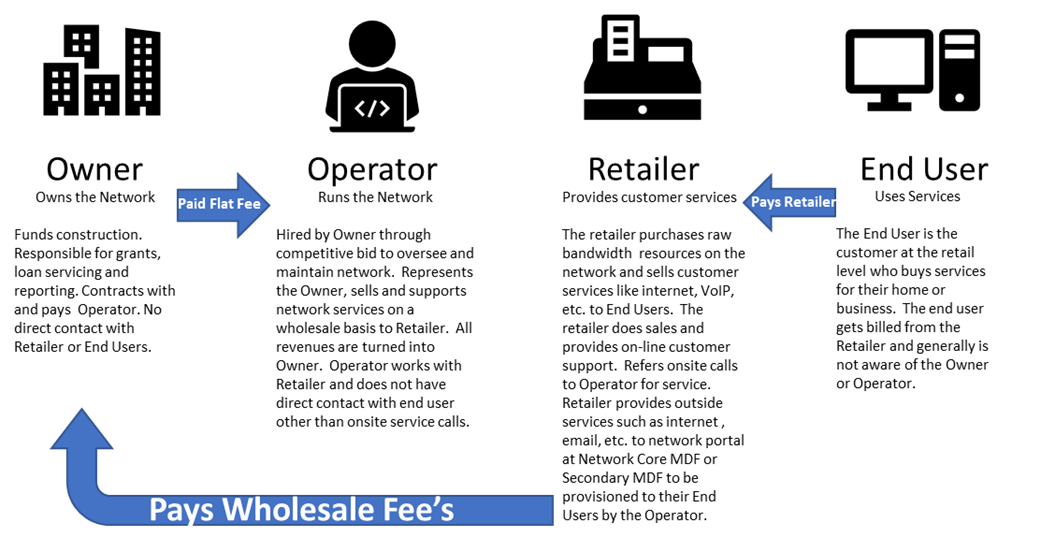 </>
Owner
Owns the Network
Paid Flat Fee
Funds construction.
Responsible for grants,
loan servicing and
reporting. Contracts with
and pays  Operator. No
direct contact with
Retailer or End Users.
Operator
Runs the Network
Hired by Owner through
competitive bid to oversee and
maintain network.  Represents
the Owner, sells and supports
network services on a
wholesale basis to Retailer.  All
revenues are turned into
Owner.  Operator works with
Retailer and does not have
direct contact with end user
other than onsite service calls.
Retailer
Provides customer services
Pays Retailer
The retailer purchases raw
bandwidth  resources on the
network and sells customer
services like internet, VoIP,
etc. to End Users.  The
retailer does sales and
provides on-line customer
support.  Refers onsite calls
to Operator for service.
Retailer provides outside
services such as internet ,
email, etc. to network portal
at Network Core MDF or
Secondary MDF to be
provisioned to their End
Users by the Operator.
End User
Uses Services
The End User is the
customer at the retail
level who buys services
for their home or
business.  The end user
gets billed from the
Retailer and generally is
not aware of the Owner
or Operator.
Pays Wholesale Fee’s